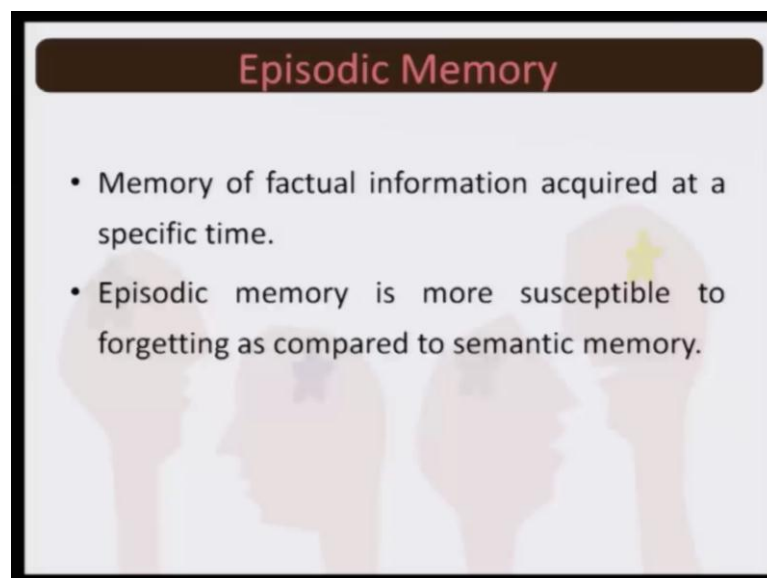 Episodic Memory
• Memory of factual information acquired at a
specific time.
• Episodic memory is more susceptible to
forgetting as compared to semantic memory.